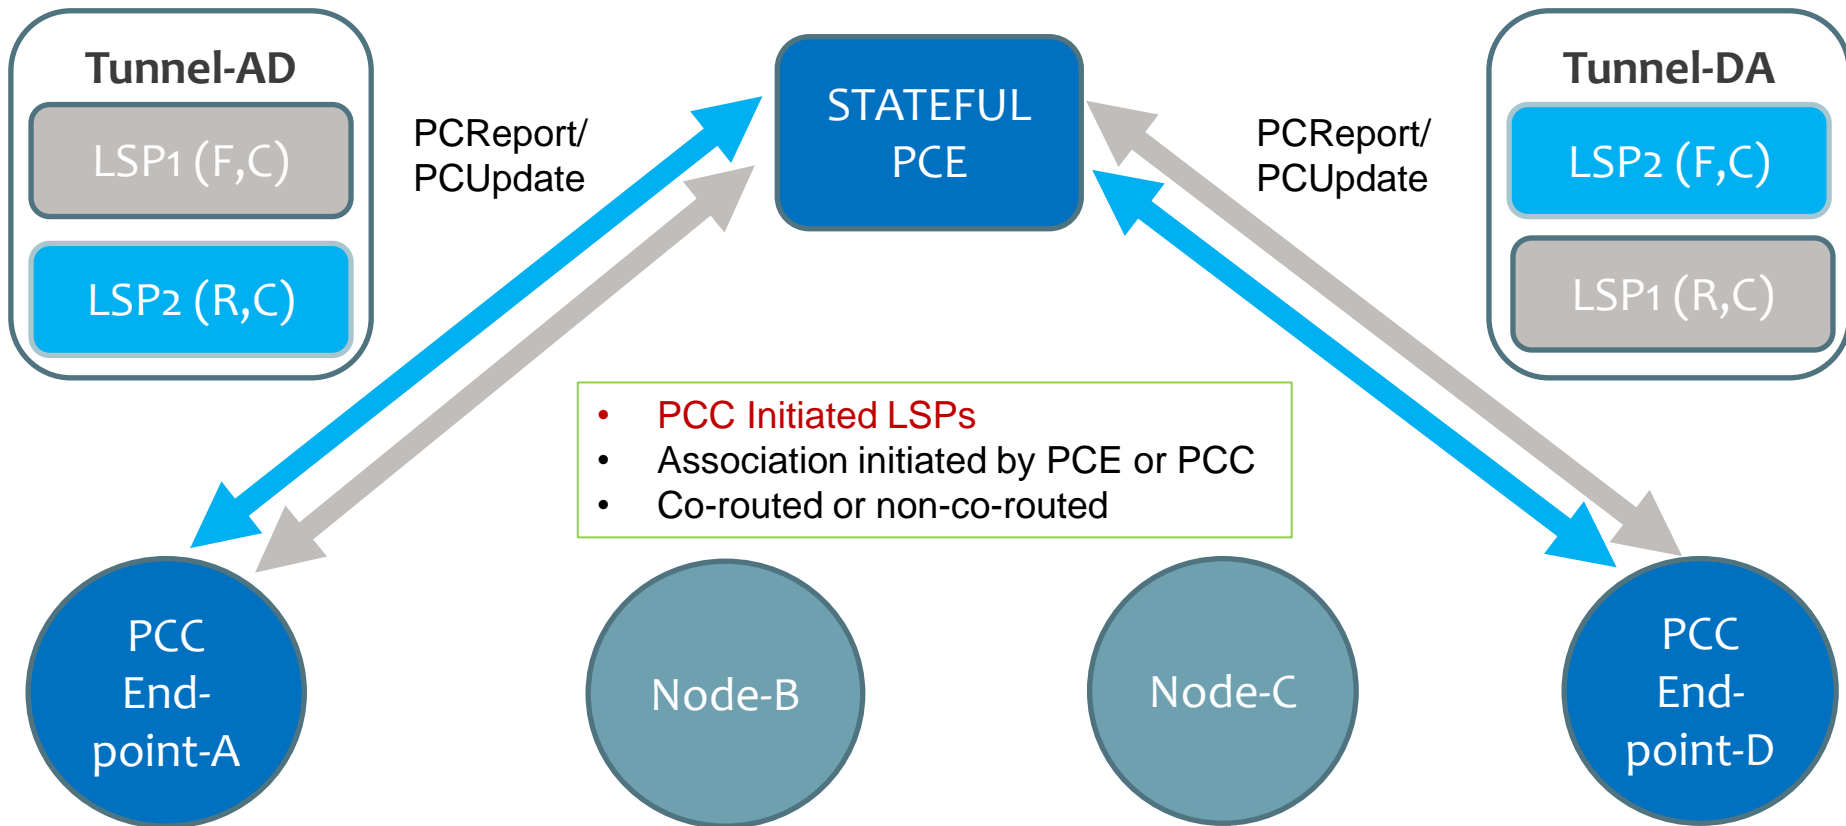 Tunnel-AD
LSP1 (F,C)
LSP2 (R,C)
PCReport/
PCUpdate
STATEFUL
PCE
PCReport/
PCUpdate
Tunnel-DA
LSP2 (F,C)
LSP1 (R,C)
• PCC Initiated LSPs
• Association initiated by PCE or PCC
• Co-routed or non-co-routed
PCC
End-
point-A
Node-B
Node-C
PCC
End-
point-D